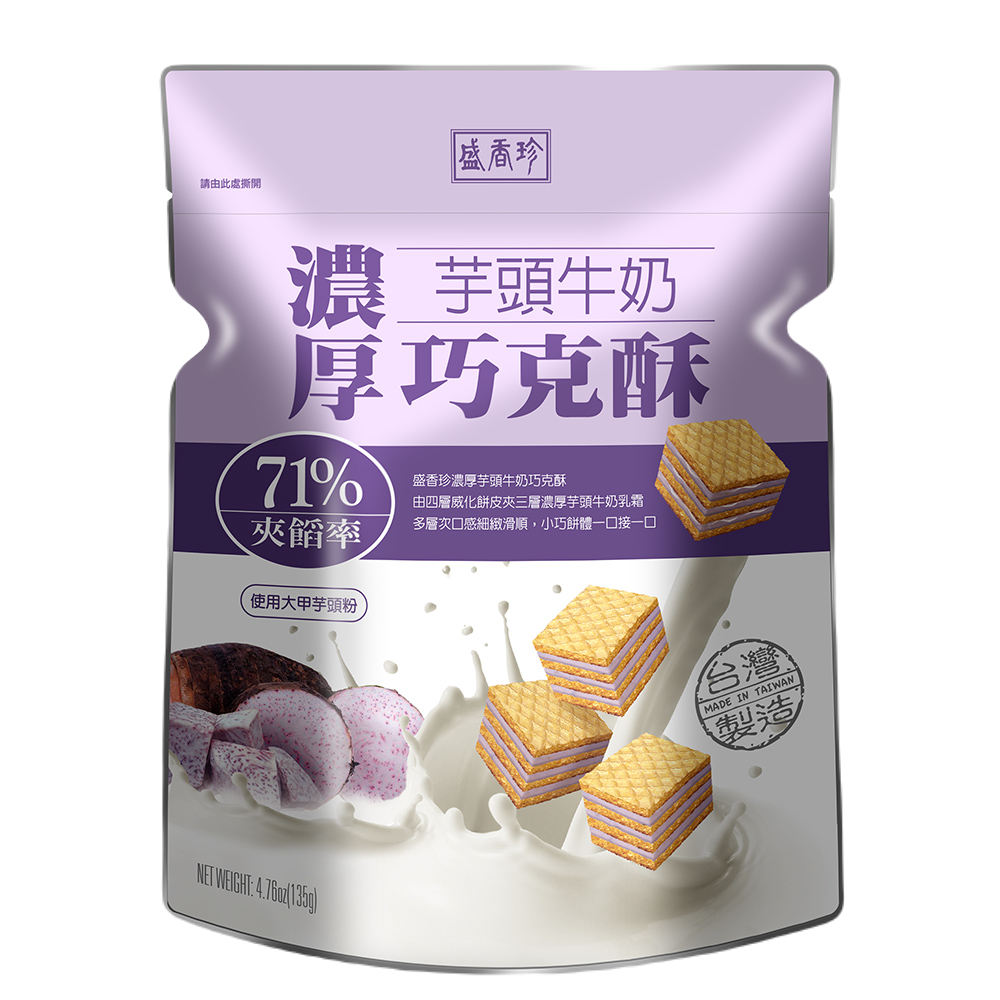 盛香珍
請由此處撕開
濃厚
芋頭牛奶
巧克酥
71%
夾餡率
盛香珍濃厚芋頭牛奶巧克酥
由四層威化餅皮夾三層濃厚芋頭牛奶乳霜
多層次口感細緻滑順，小巧餅體一口接一口
使用大甲芋頭粉
台灣
MADE IN TAIWAN
製造
NET WEIGHT: 4.76oz(135g)